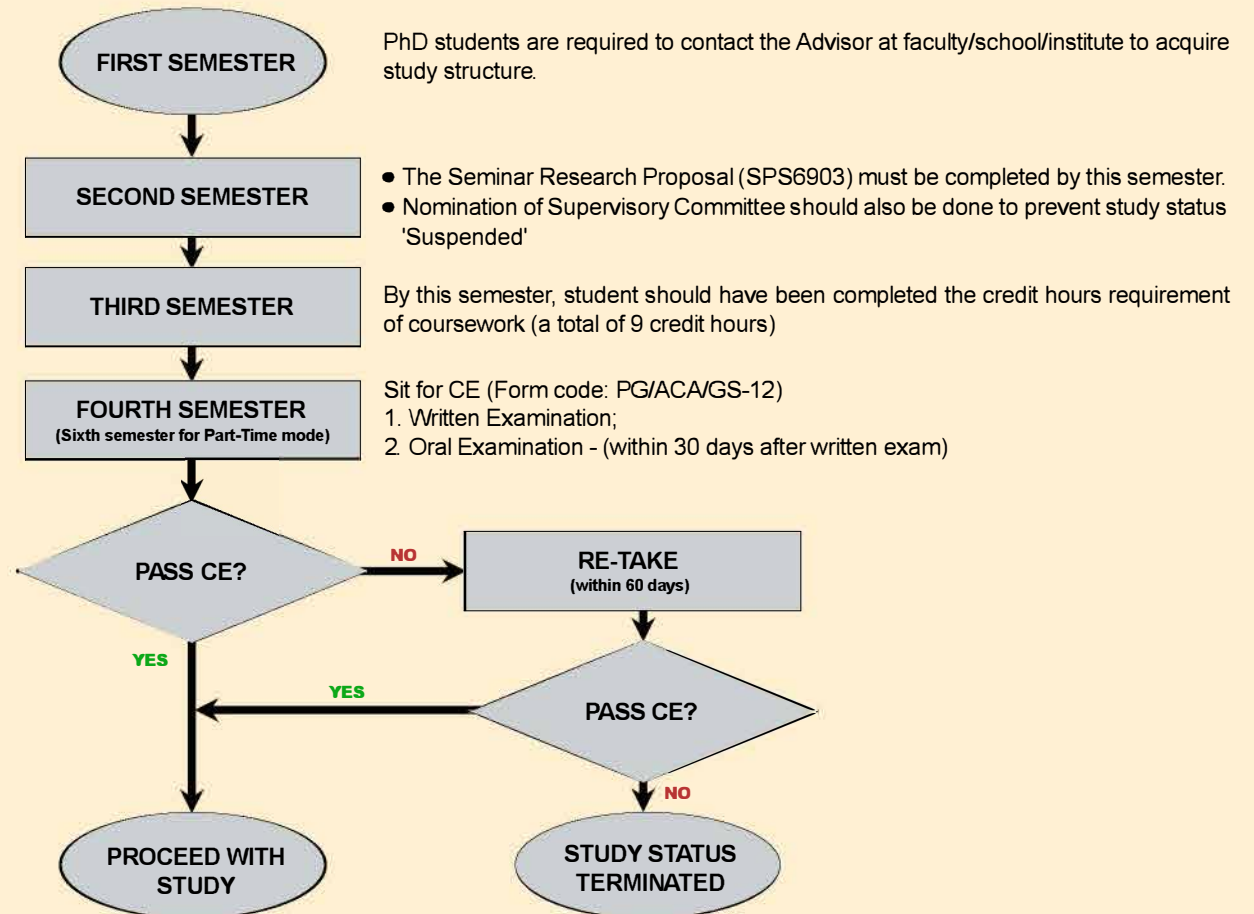 FIRST SEMESTER
PhD students are required to contact the Advisor at faculty/school/institute to acquire
study structure.
SECOND SEMESTER
• The Seminar Research Proposal (SPS6903) must be completed by this semester.
• Nomination of Supervisory Committee should also be done to prevent study status
'Suspended'
THIRD SEMESTER
By this semester, student should have been completed the credit hours requirement
of coursework (a total of 9 credit hours)
FOURTH SEMESTER
(Sixth semester for Part-Time mode)
Sit for CE (Form code: PG/ACA/GS-12)
1. Written Examination;
2. Oral Examination - (within 30 days after written exam)
PASS CE?
NO
RE-TAKE
(within 60 days)
YES
YES
PASS CE?
NO
PROCEED WITH
STUDY
STUDY STATUS
TERMINATED